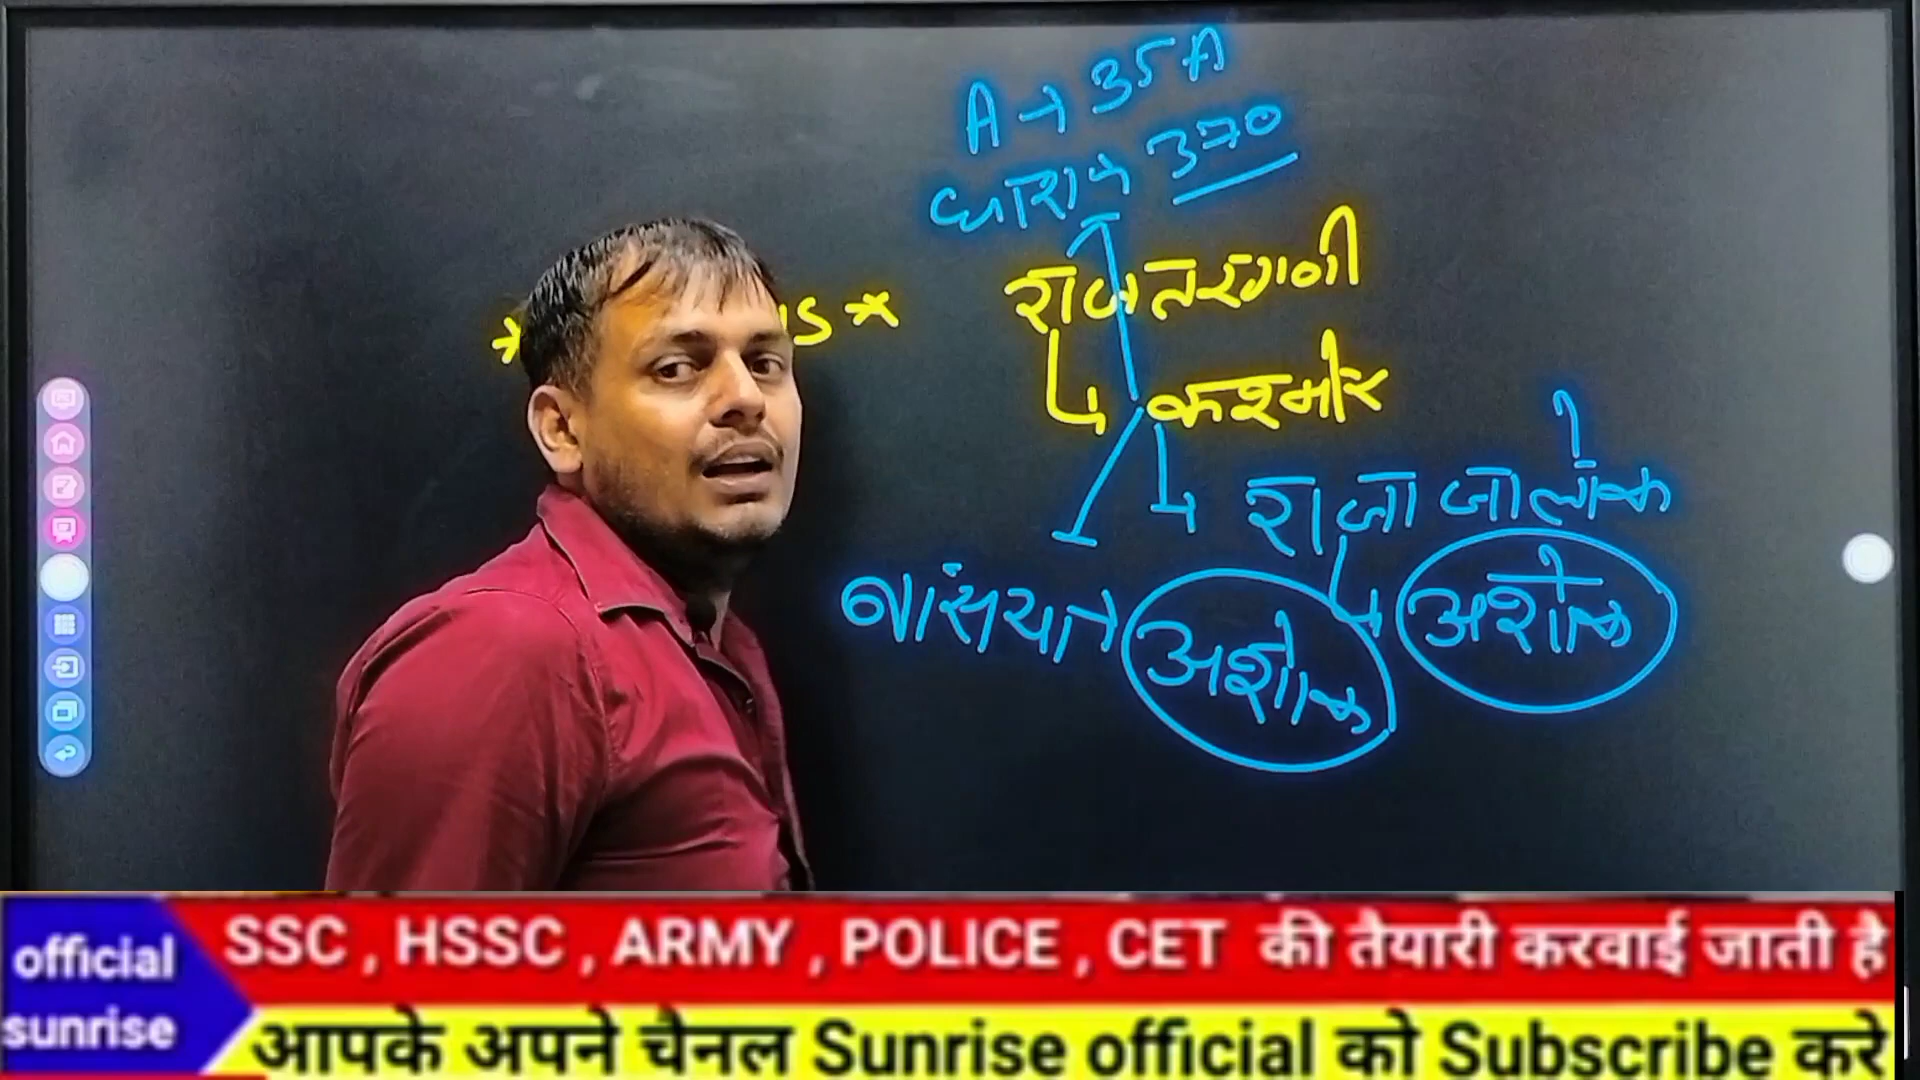 A → 35A
धारा → 370
राजतरंगणी
कश्मीर
राजा जालोक
अशोक
अशोक
official
sunrise
SSC , HSSC , ARMY , POLICE , CET की तैयारी करवाई जाती है
आपके अपने चैनल Sunrise official को Subscribe करे